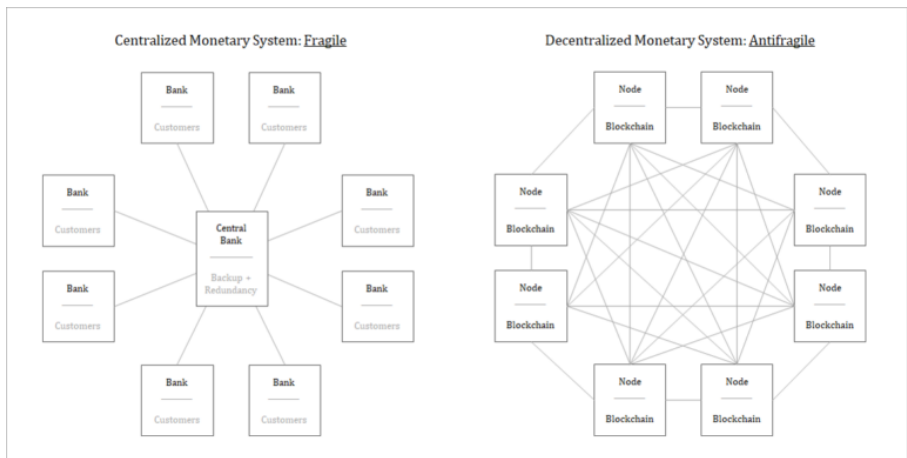 Centralized Monetary System: Fragile
Bank
Customers
Bank
Customers
Bank
Customers
Bank
Customers
Central
Bank
Backup +
Redundancy
Bank
Customers
Bank
Customers
Bank
Customers
Bank
Customers
Decentralized Monetary System: Antifragile
Node
Blockchain
Node
Blockchain
Node
Blockchain
Node
Blockchain
Node
Blockchain
Node
Blockchain
Node
Blockchain
Node
Blockchain